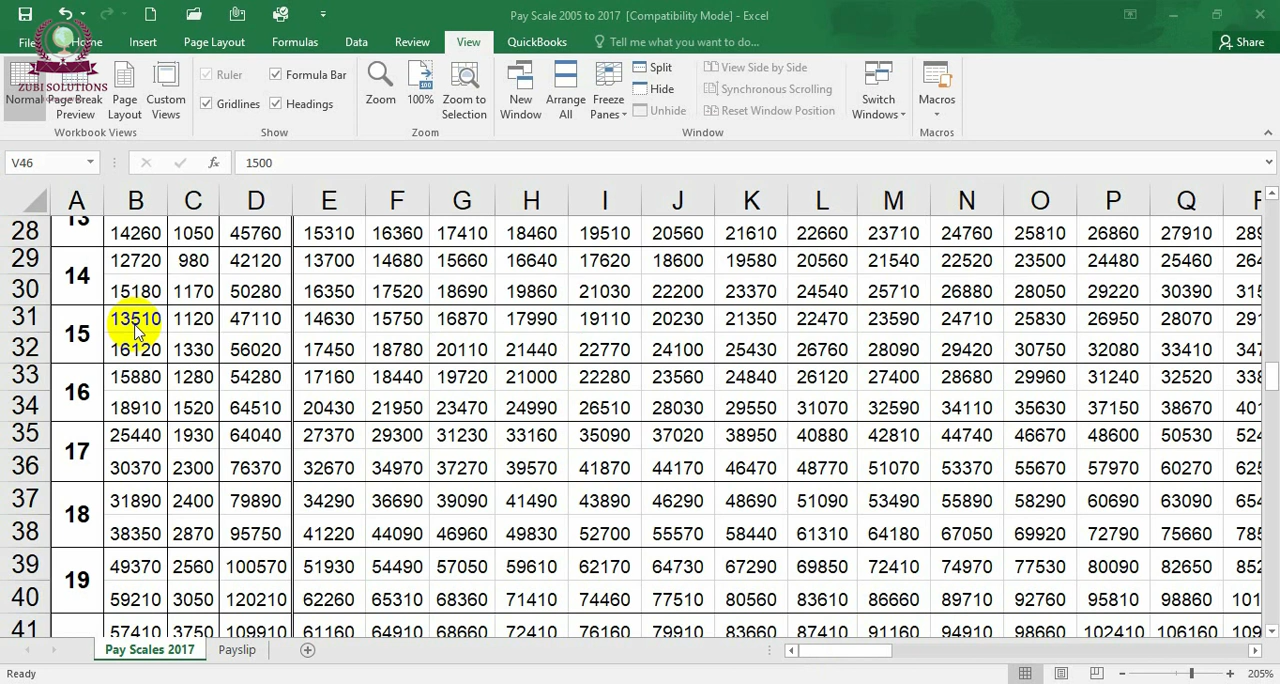 Pay Scale 2005 to 2017 [Compatibility Mode] - Excel
File Home Insert Page Layout Formulas Data Review View QuickBooks Tell me what you want to do... Share
ZUBI SOLUTIONS
Normal Page Break Preview Page Layout Custom Views
Ruler Formula Bar
Gridlines Headings
Zoom 100% Zoom to Selection
New Window Arrange All Freeze Panes
Split View Side by Side
Hide Synchronous Scrolling
Unhide Reset Window Position
Switch Windows Macros
Workbook Views Show Zoom Window Macros
V46 fx 1500
A B C D E F G H I J K L M N O P Q
13
28 14260 1050 45760 15310 16360 17410 18460 19510 20560 21610 22660 23710 24760 25810 26860 27910 289
29 12720 980 42120 13700 14680 15660 16640 17620 18600 19580 20560 21540 22520 23500 24480 25460 264
14
30 15180 1170 50280 16350 17520 18690 19860 21030 22200 23370 24540 25710 26880 28050 29220 30390 315
31 13510 1120 47110 14630 15750 16870 17990 19110 20230 21350 22470 23590 24710 25830 26950 28070 291
15
32 16120 1330 56020 17450 18780 20110 21440 22770 24100 25430 26760 28090 29420 30750 32080 33410 347
33 15880 1280 54280 17160 18440 19720 21000 22280 23560 24840 26120 27400 28680 29960 31240 32520 338
16
34 18910 1520 64510 20430 21950 23470 24990 26510 28030 29550 31070 32590 34110 35630 37150 38670 401
35 25440 1930 64040 27370 29300 31230 33160 35090 37020 38950 40880 42810 44740 46670 48600 50530 524
17
36 30370 2300 76370 32670 34970 37270 39570 41870 44170 46470 48770 51070 53370 55670 57970 60270 625
37 31890 2400 79890 34290 36690 39090 41490 43890 46290 48690 51090 53490 55890 58290 60690 63090 654
18
38 38350 2870 95750 41220 44090 46960 49830 52700 55570 58440 61310 64180 67050 69920 72790 75660 785
39 49370 2560 100570 51930 54490 57050 59610 62170 64730 67290 69850 72410 74970 77530 80090 82650 852
19
40 59210 3050 120210 62260 65310 68360 71410 74460 77510 80560 83610 86660 89710 92760 95810 98860 101
41 57410 3750 109910 61160 64910 68660 72410 76160 79910 83660 87410 91160 94910 98660 102410 106160 109
Pay Scales 2017 Payslip
Ready 205%